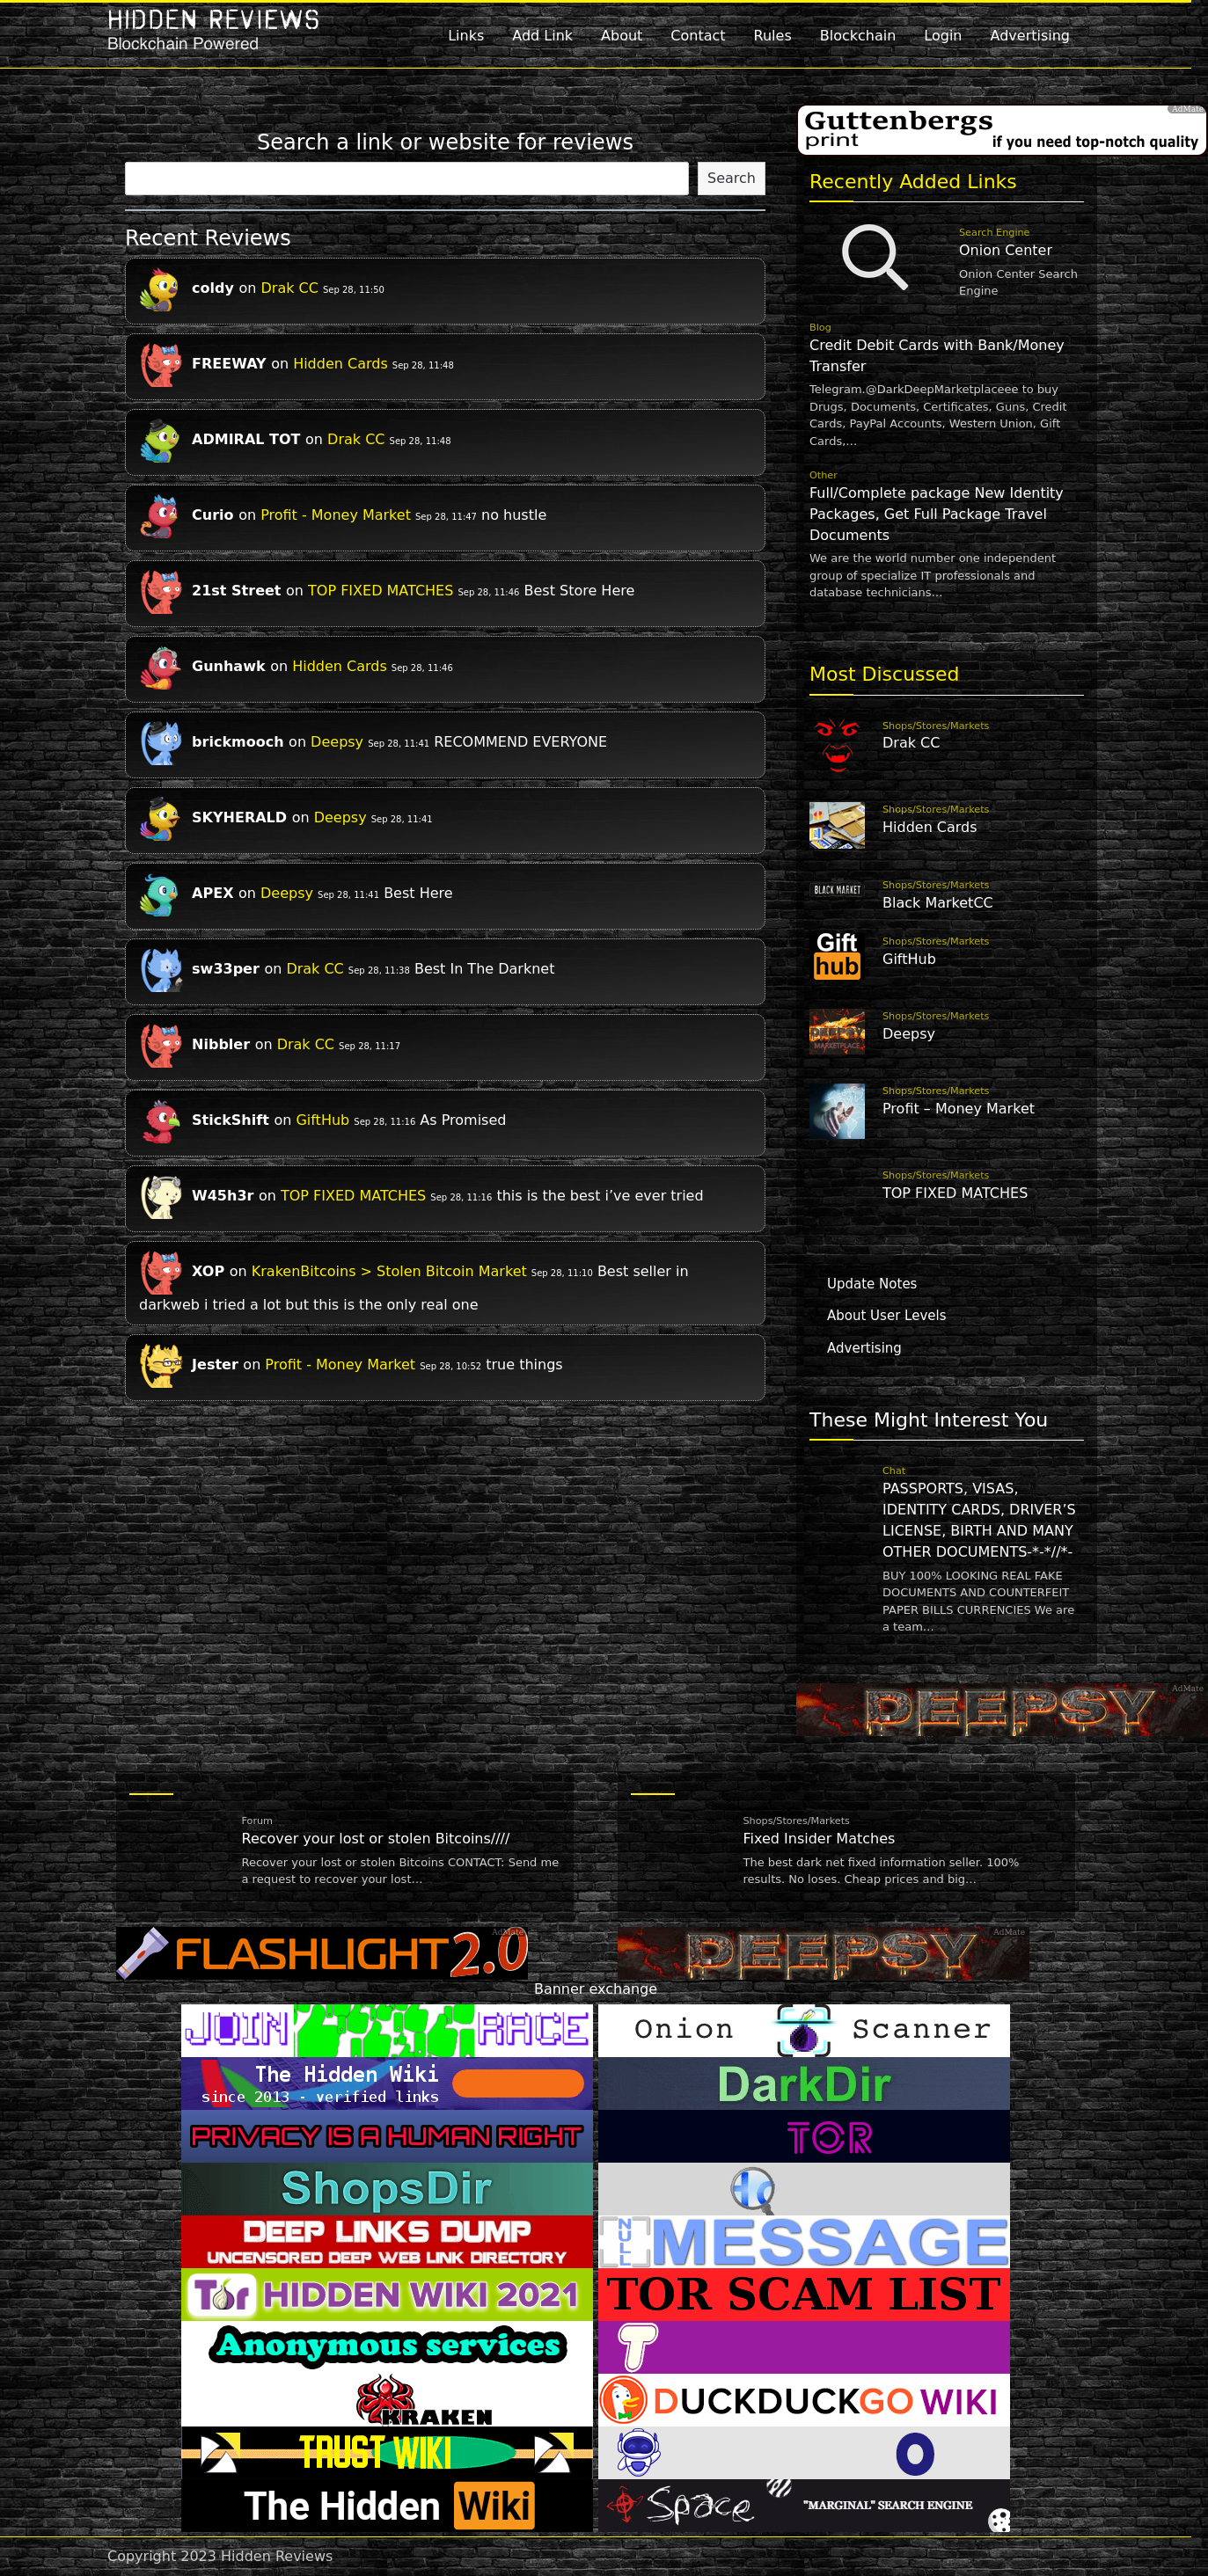 HIDDEN REVIEWS
Blockchain Powered
Links Add Link About Contact Rules Blockchain Login Advertising
Search a link or website for reviews
Search
Recent Reviews
coldy on Drak CC Sep 28, 11:50
FREEWAY on Hidden Cards Sep 28, 11:48
ADMIRAL TOT on Drak CC Sep 28, 11:48
Curio on Profit - Money Market Sep 28, 11:47 no hustle
21st Street on TOP FIXED MATCHES Sep 28, 11:46 Best Store Here
Gunhawk on Hidden Cards Sep 28, 11:46
brickmooch on Deepsy Sep 28, 11:41 RECOMMEND EVERYONE
SKYHERALD on Deepsy Sep 28, 11:41
APEX on Deepsy Sep 28, 11:41 Best Here
sw33per on Drak CC Sep 28, 11:38 Best In The Darknet
Nibbler on Drak CC Sep 28, 11:17
StickShift on GiftHub Sep 28, 11:16 As Promised
W45h3r on TOP FIXED MATCHES Sep 28, 11:16 this is the best i’ve ever tried
XOP on KrakenBitcoins > Stolen Bitcoin Market Sep 28, 11:10 Best seller in
darkweb i tried a lot but this is the only real one
Jester on Profit - Money Market Sep 28, 10:52 true things
AdMate
Guttenbergs
print
if you need top-notch quality
Recently Added Links
Search Engine
Onion Center
Onion Center Search
Engine
Blog
Credit Debit Cards with Bank/Money
Transfer
Telegram.@DarkDeepMarketplaceee to buy
Drugs, Documents, Certificates, Guns, Credit
Cards, PayPal Accounts, Western Union, Gift
Cards,...
Other
Full/Complete package New Identity
Packages, Get Full Package Travel
Documents
We are the world number one independent
group of specialize IT professionals and
database technicians...
Most Discussed
Shops/Stores/Markets
Drak CC
Shops/Stores/Markets
Hidden Cards
BLACK MARKET
Shops/Stores/Markets
Black MarketCC
Gift
hub
Shops/Stores/Markets
GiftHub
DEEPSY
MARKETPLACE
Shops/Stores/Markets
Deepsy
Shops/Stores/Markets
Profit – Money Market
Shops/Stores/Markets
TOP FIXED MATCHES
Update Notes
About User Levels
Advertising
These Might Interest You
Chat
PASSPORTS, VISAS,
IDENTITY CARDS, DRIVER’S
LICENSE, BIRTH AND MANY
OTHER DOCUMENTS-*-*//*-
BUY 100% LOOKING REAL FAKE
DOCUMENTS AND COUNTERFEIT
PAPER BILLS CURRENCIES We are
a team...
AdMate
DEEPSY
Forum
Recover your lost or stolen Bitcoins////
Recover your lost or stolen Bitcoins CONTACT: Send me
a request to recover your lost...
Shops/Stores/Markets
Fixed Insider Matches
The best dark net fixed information seller. 100%
results. No loses. Cheap prices and big...
AdMate
FLASHLIGHT 2.0
AdMate
DEEPSY
Banner exchange
JOIN RACE
Onion Scanner
The Hidden Wiki
since 2013 - verified links
DarkDir
PRIVACY IS A HUMAN RIGHT
TOR
ShopsDir
DEEP LINKS DUMP
UNCENSORED DEEP WEB LINK DIRECTORY
NULL MESSAGE
Tor HIDDEN WIKI 2021
TOR SCAM LIST
Anonymous services
T
KRAKEN
DUCKDUCKGO WIKI
TRUST WIKI
O
The Hidden Wiki
Space "MARGINAL" SEARCH ENGINE
Copyright 2023 Hidden Reviews